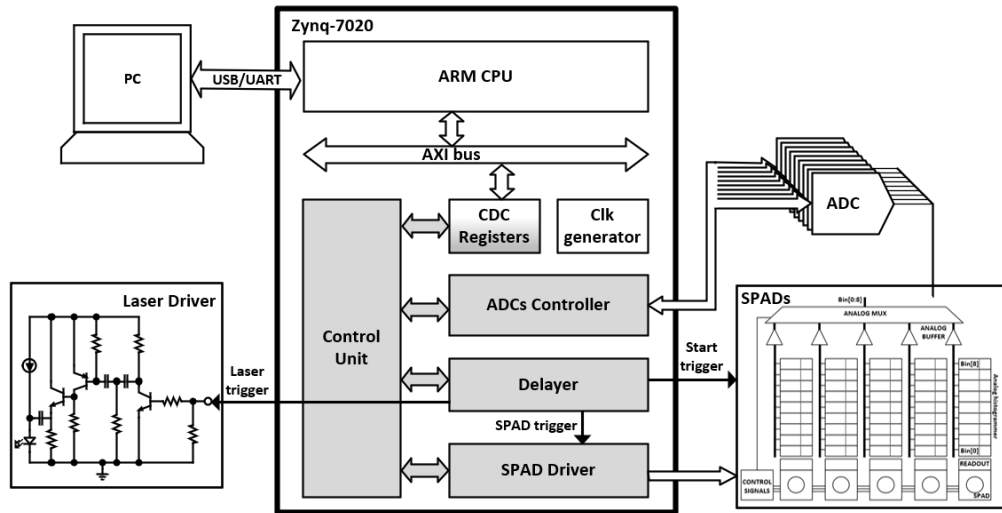 Zynq-7020
PC
USB/UART
ARM CPU
AXI bus
CDC
Registers
Clk
generator
ADC
Laser Driver
Control
Unit
ADCs Controller
SPADs
Bin[0:8]
ANALOG MUX
ANALOG
BUFFER
Laser
trigger
Delayer
Start
trigger
Bin[8]
Analog histogrammer
SPAD trigger
Bin[0]
SPAD Driver
READOUT
CONTROL
SIGNALS
SPAD